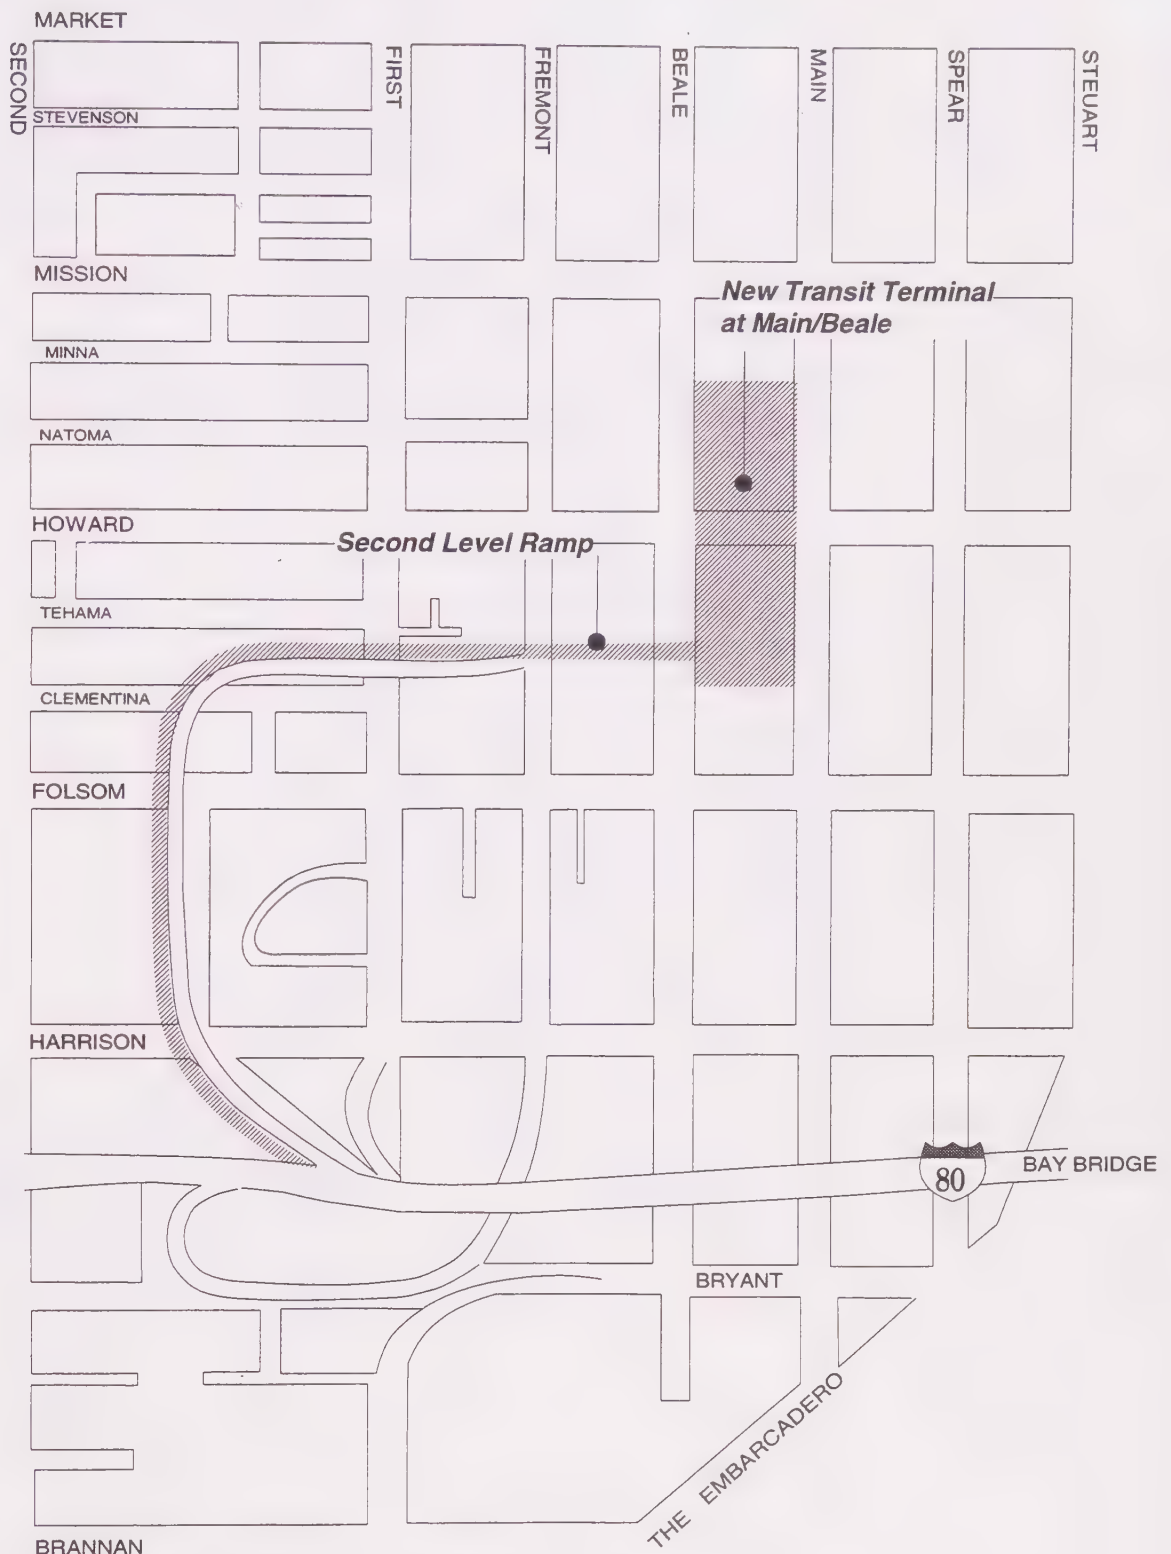 MARKET
SECOND
FIRST
FREMONT
BEALE
MAIN
SPEAR
STEUART
STEVENSON
MISSION
New Transit Terminal
at Main/Beale
MINNA
NATOMA
HOWARD
Second Level Ramp
TEHAMA
CLEMENTINA
FOLSOM
HARRISON
80
BAY BRIDGE
BRYANT
THE EMBARCADERO
BRANNAN